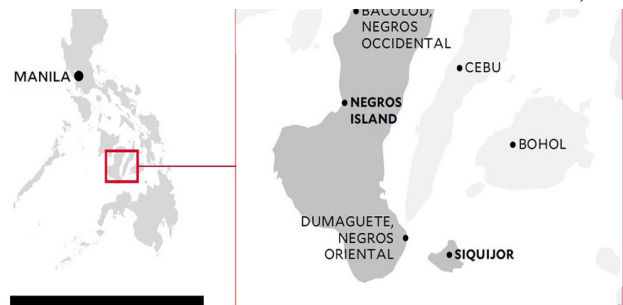 MANILA
BACOLOD,
NEGROS
OCCIDENTAL
CEBU
NEGROS
ISLAND
BOHOL
DUMAGUETE,
NEGROS
ORIENTAL
SIQUIJOR